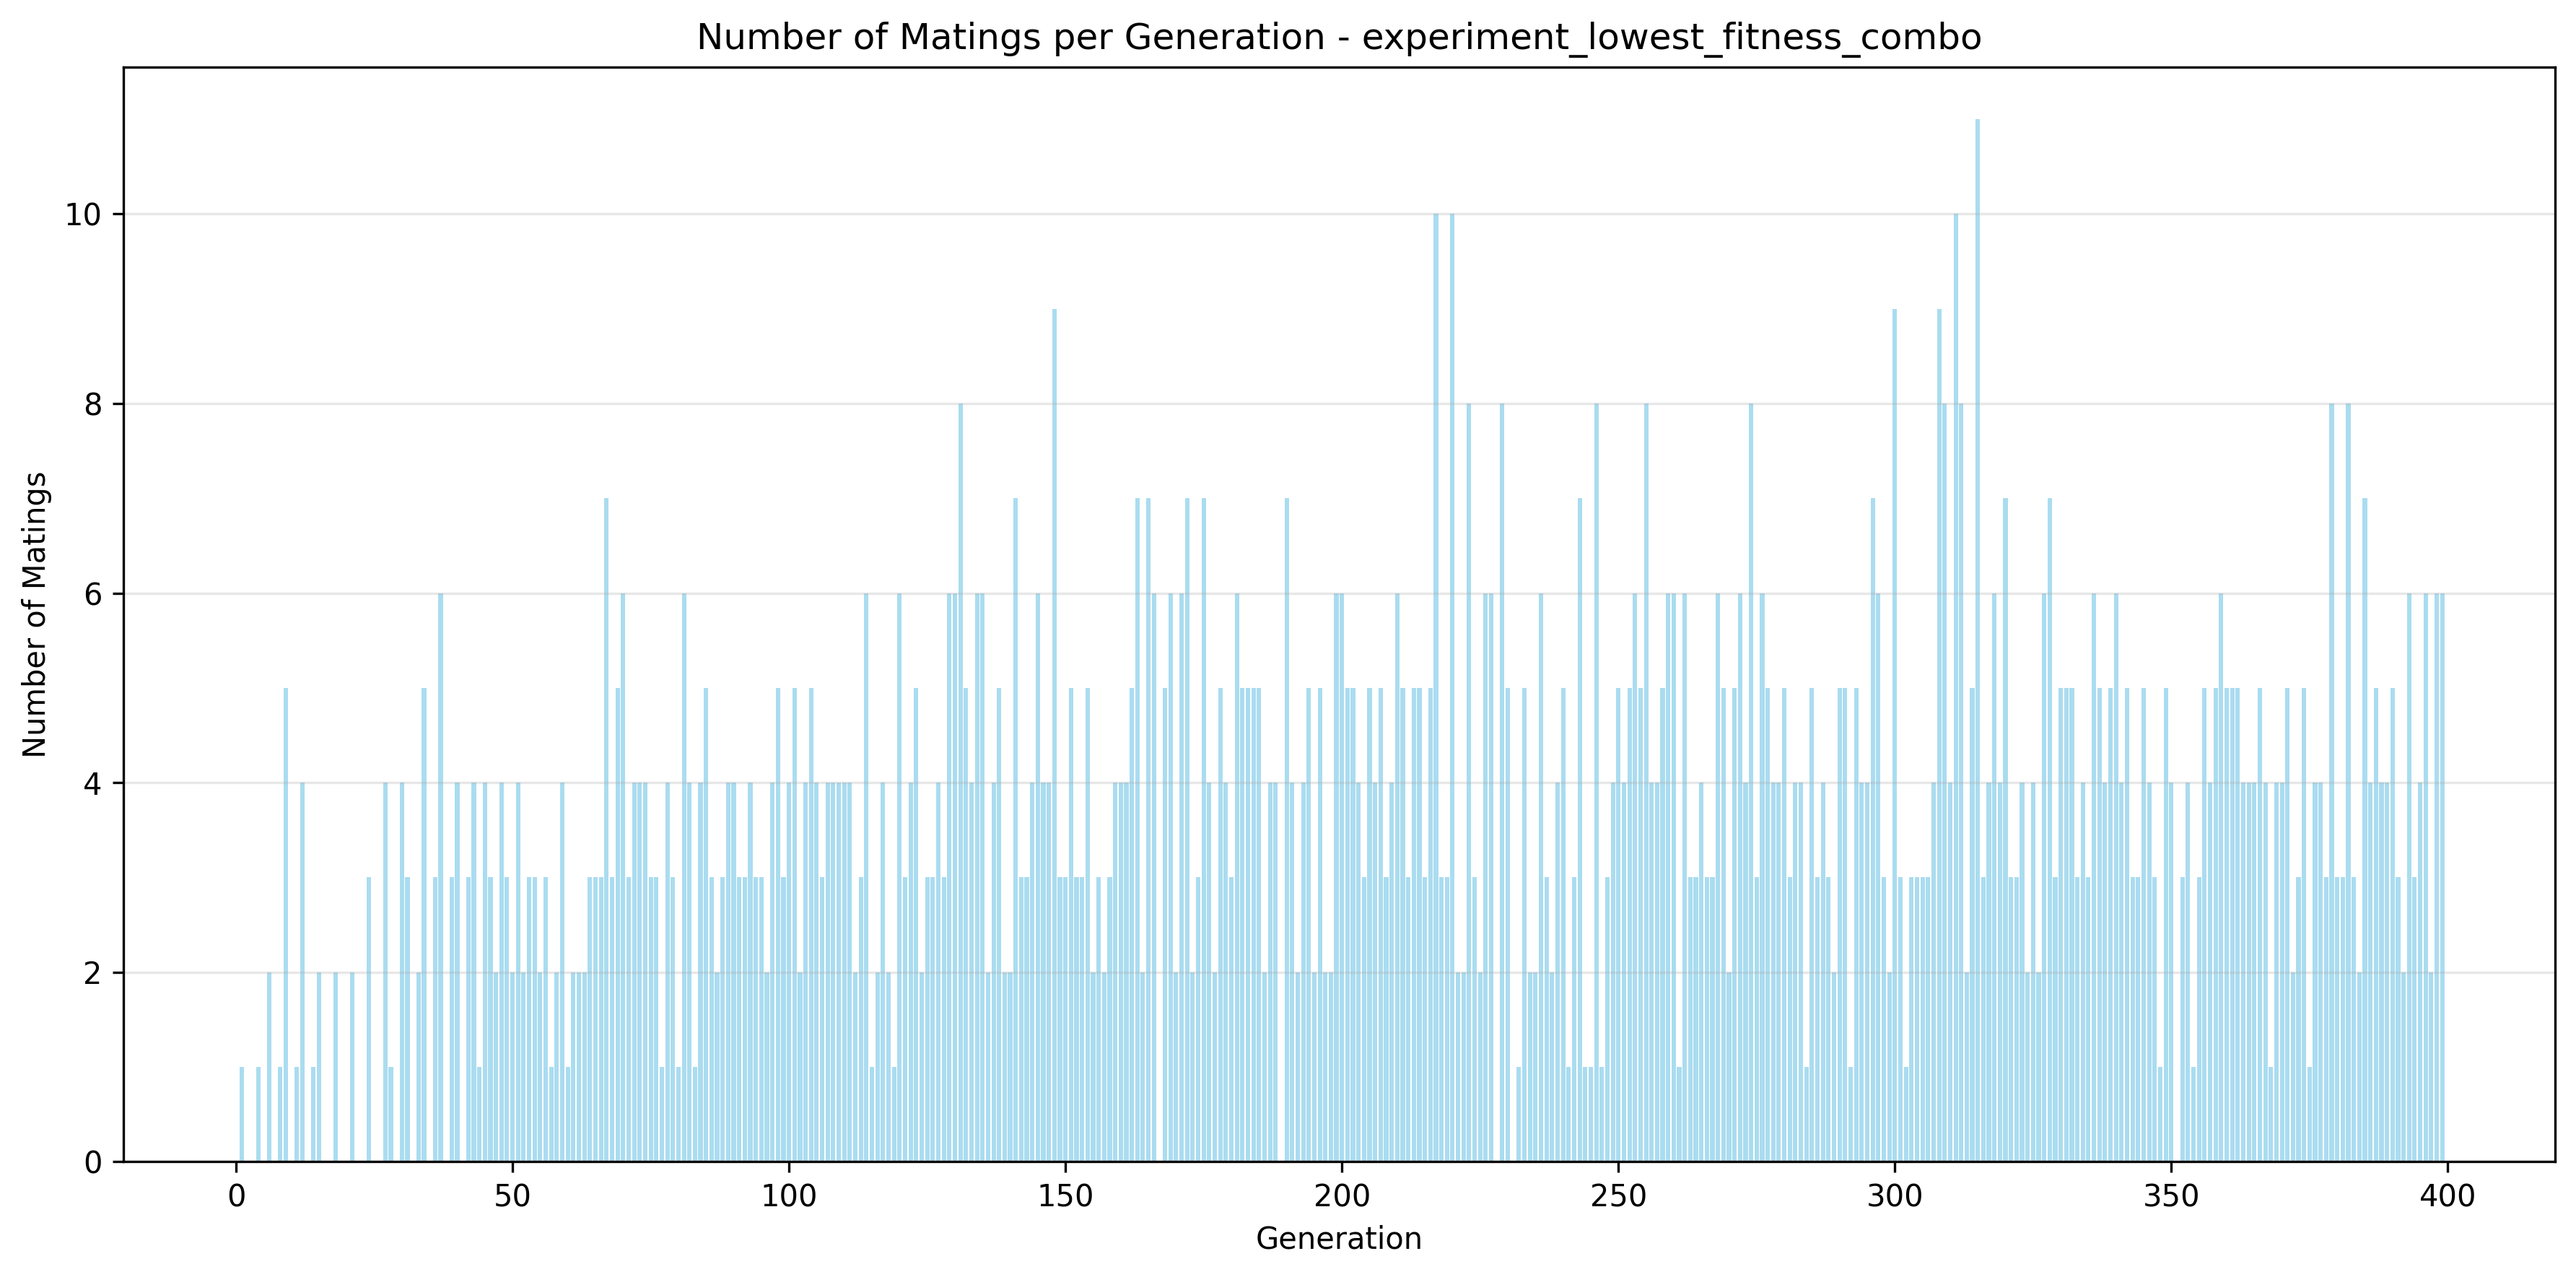 Number of Matings per Generation - experiment_lowest_fitness_combo
Number of Matings
10
8
6
4
2
0
0 50 100 150 200 250 300 350 400
Generation